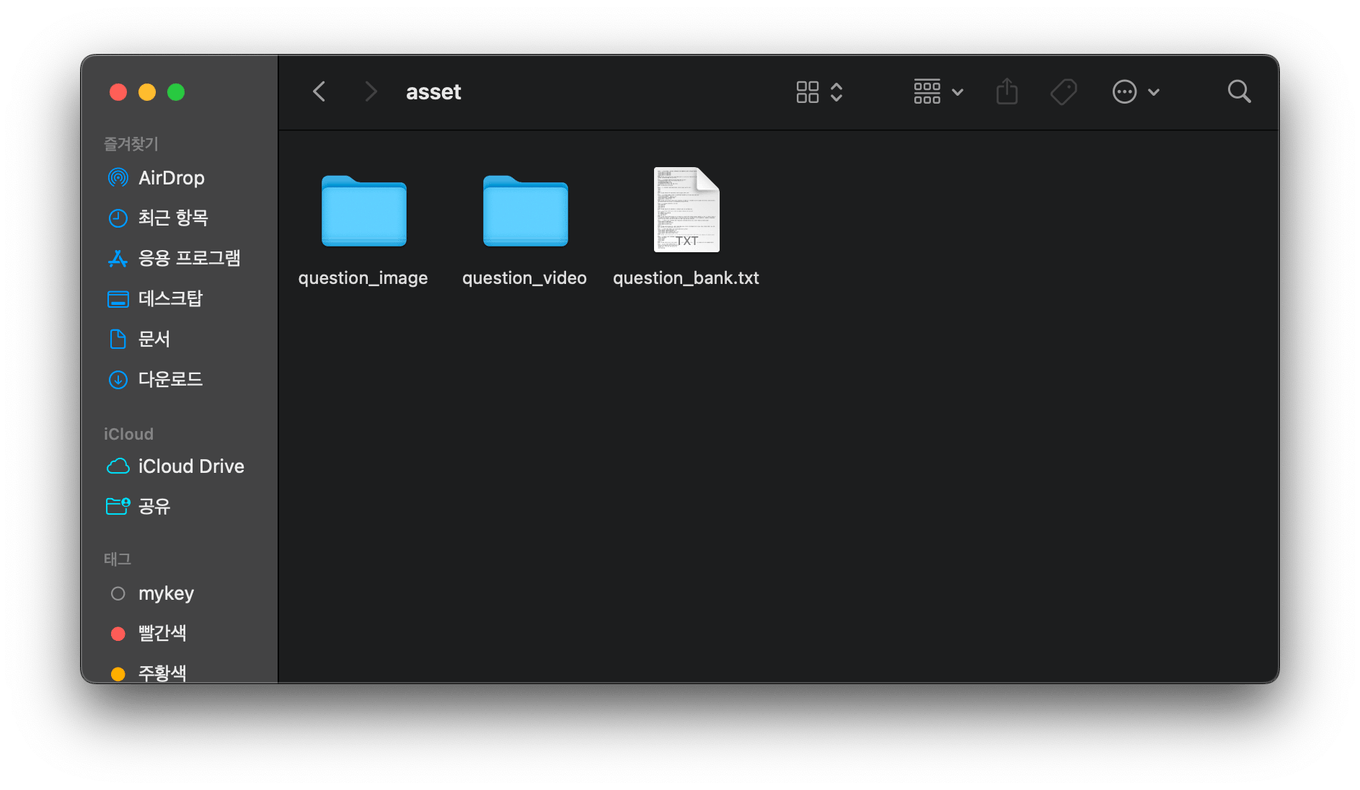 asset
즐겨찾기
AirDrop
최근 항목
응용 프로그램
데스크탑
문서
다운로드
iCloud
iCloud Drive
공유
태그
mykey
빨간색
주황색
question_image
question_video
TXT
question_bank.txt